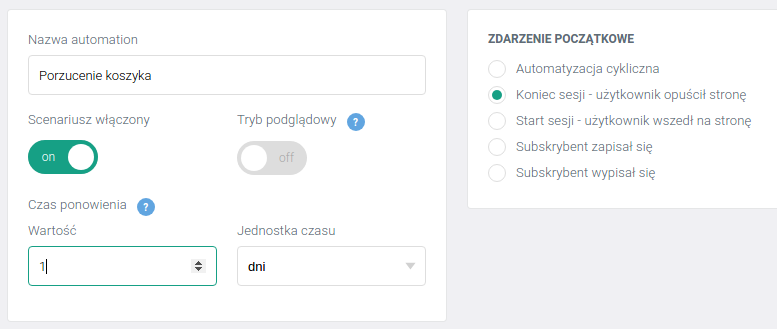 Nazwa automation
Porzucenie koszyka
Scenariusz włączony
Tryb podglądowy ?
on
off
Czas ponowienia ?
Wartość
Jednostka czasu
1
dni
ZDARZENIE POCZĄTKOWE
Automatyzacja cykliczna
Koniec sesji - użytkownik opuścił stronę
Start sesji - użytkownik wszedł na stronę
Subskrybent zapisał się
Subskrybent wypisał się